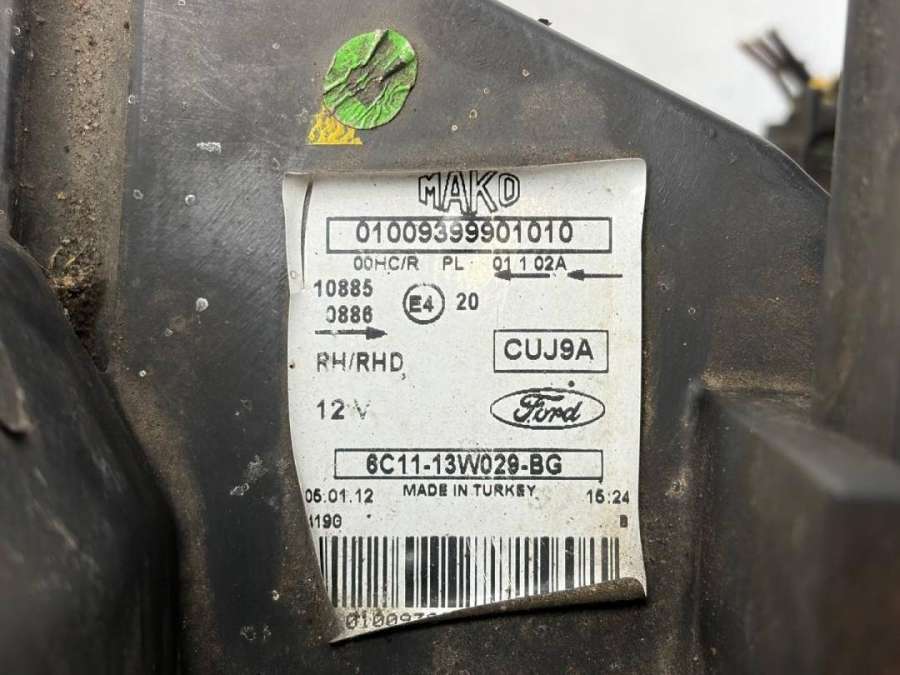 MAKO
01009399901010
00HC/R PL 01 1 02A
10885
0886
E4 20
RH/RHD
CUJ9A
12 V
Ford
6C11-13W029-BG
05.01.12 MADE IN TURKEY 15:24
B